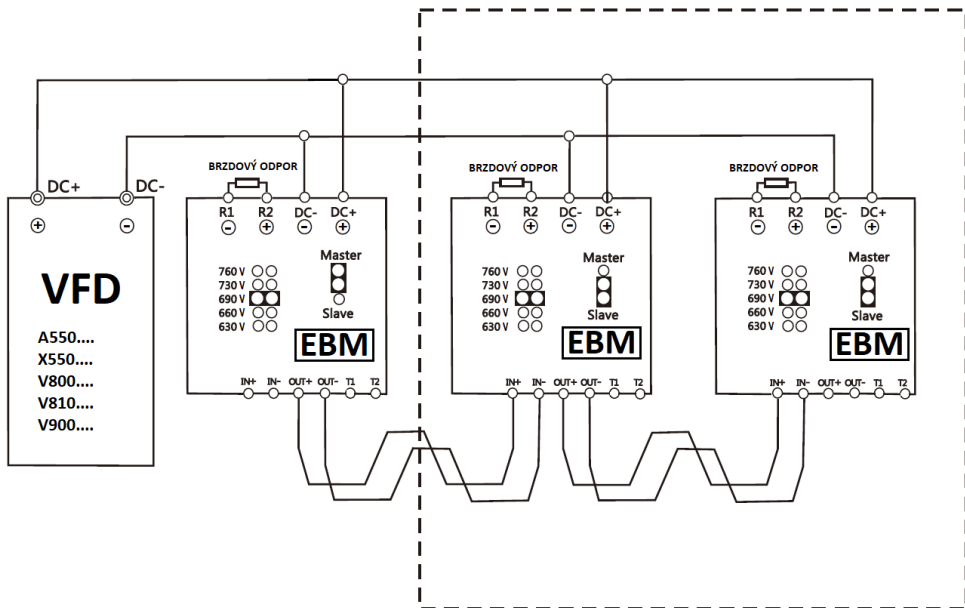 DC+ DC-
VFD
A550....
X550....
V800....
V810....
V900....
BRZDOVÝ ODPOR
R1 R2 DC- DC+
Master
760 V
730 V
690 V
660 V
630 V
Slave
EBM
IN+ IN- OUT+ OUT- T1 T2
BRZDOVÝ ODPOR
R1 R2 DC- DC+
Master
760 V
730 V
690 V
660 V
630 V
Slave
EBM
IN+ IN- OUT+ OUT- T1 T2
BRZDOVÝ ODPOR
R1 R2 DC- DC+
Master
760 V
730 V
690 V
660 V
630 V
Slave
EBM
IN+ IN- OUT+ OUT- T1 T2